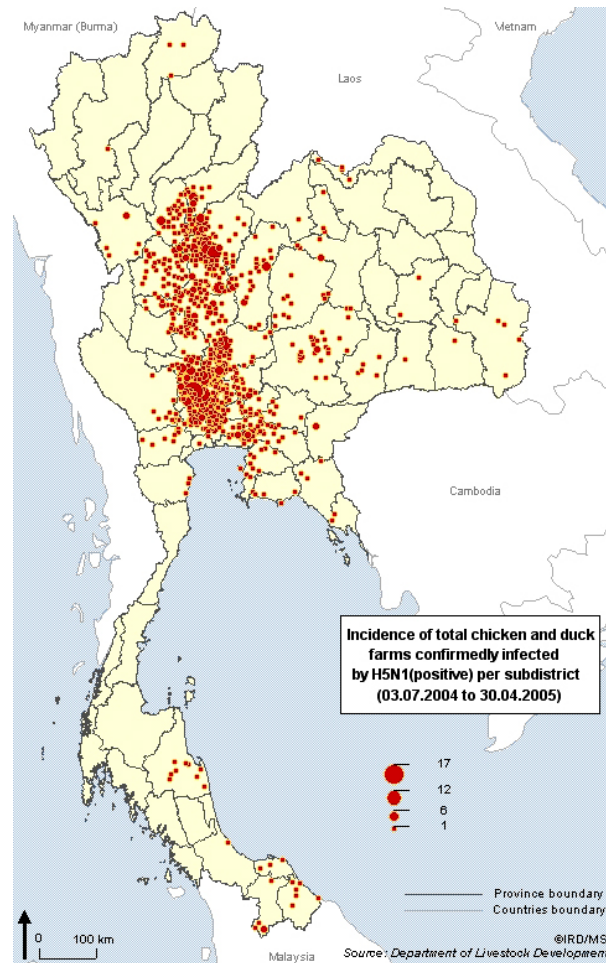 Myanmar (Burma)
Vietnam
Laos
Cambodia
Incidence of total chicken and duck
farms confirmedly infected
by H5N1(positive) per subdistrict
(03.07.2004 to 30.04.2005)
17
12
6
1
Province boundary
Countries boundary
0 100 km
©IRD/MS
Malaysia
Source: Department of Livestock Developmen